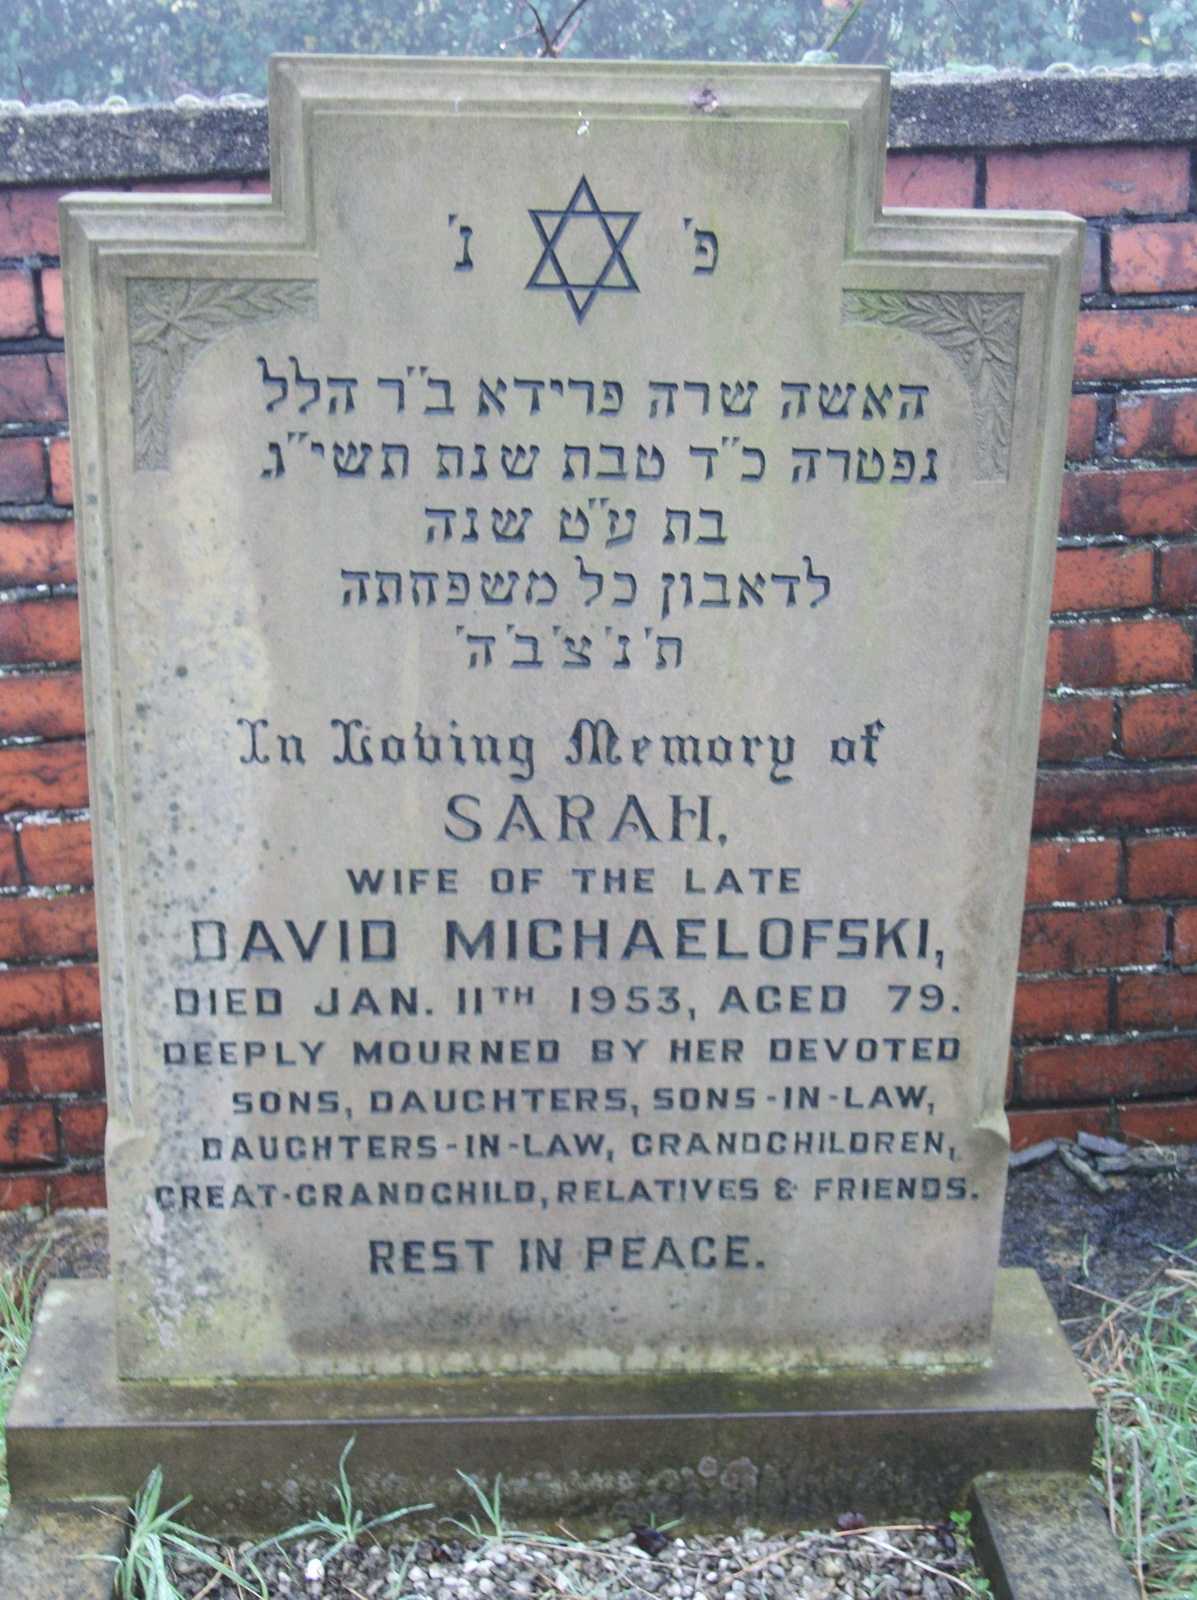 פ' נ'
האשה שרה פרידא ב"ר הלל
נפטרה כ"ד טבת שנת תשי"ג
בת ע"ט שנה
לדאבון כל משפחתה
ת'נ'צ'ב'ה'
In Loving Memory of
SARAH,
WIFE OF THE LATE
DAVID MICHAELOFSKI,
DIED JAN. 11TH 1953, AGED 79.
DEEPLY MOURNED BY HER DEVOTED
SONS, DAUGHTERS, SONS-IN-LAW,
DAUGHTERS-IN-LAW, GRANDCHILDREN,
GREAT-GRANDCHILD, RELATIVES & FRIENDS.
REST IN PEACE.